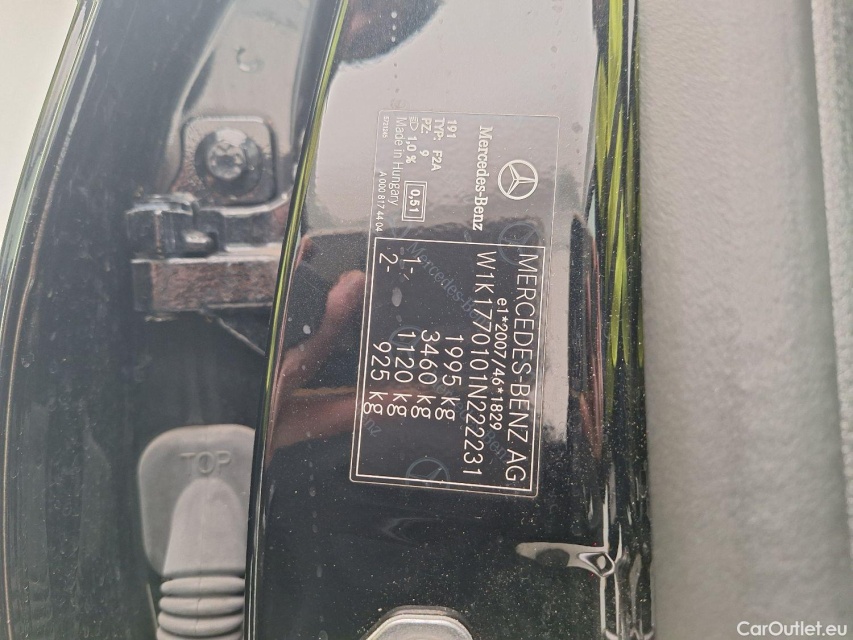 Mercedes-Benz
191
TYP: F2A
PZ: 9
1,0 %
0.51
Made in Hungary
A 000 817 44 04
MERCEDES-BENZ AG
e1*2007/46*1829
W1K1770101N222231
1995 kg
3460 kg
1- 1120 kg
2- 925 kg
TOP
CarOutlet.eu